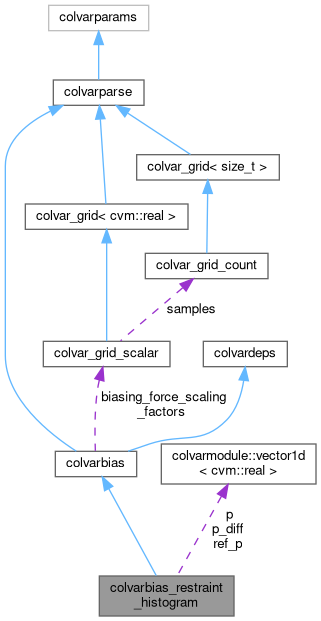 colvarparams
colvarparse
colvar_grid< size_t >
colvar_grid< cvm::real >
colvar_grid_count
samples
colvar_grid_scalar
colvardeps
biasing_force_scaling
_factors
colvarmodule::vector1d
< cvm::real >
colvarbias
p
p_diff
ref_p
colvarbias_restraint
_histogram